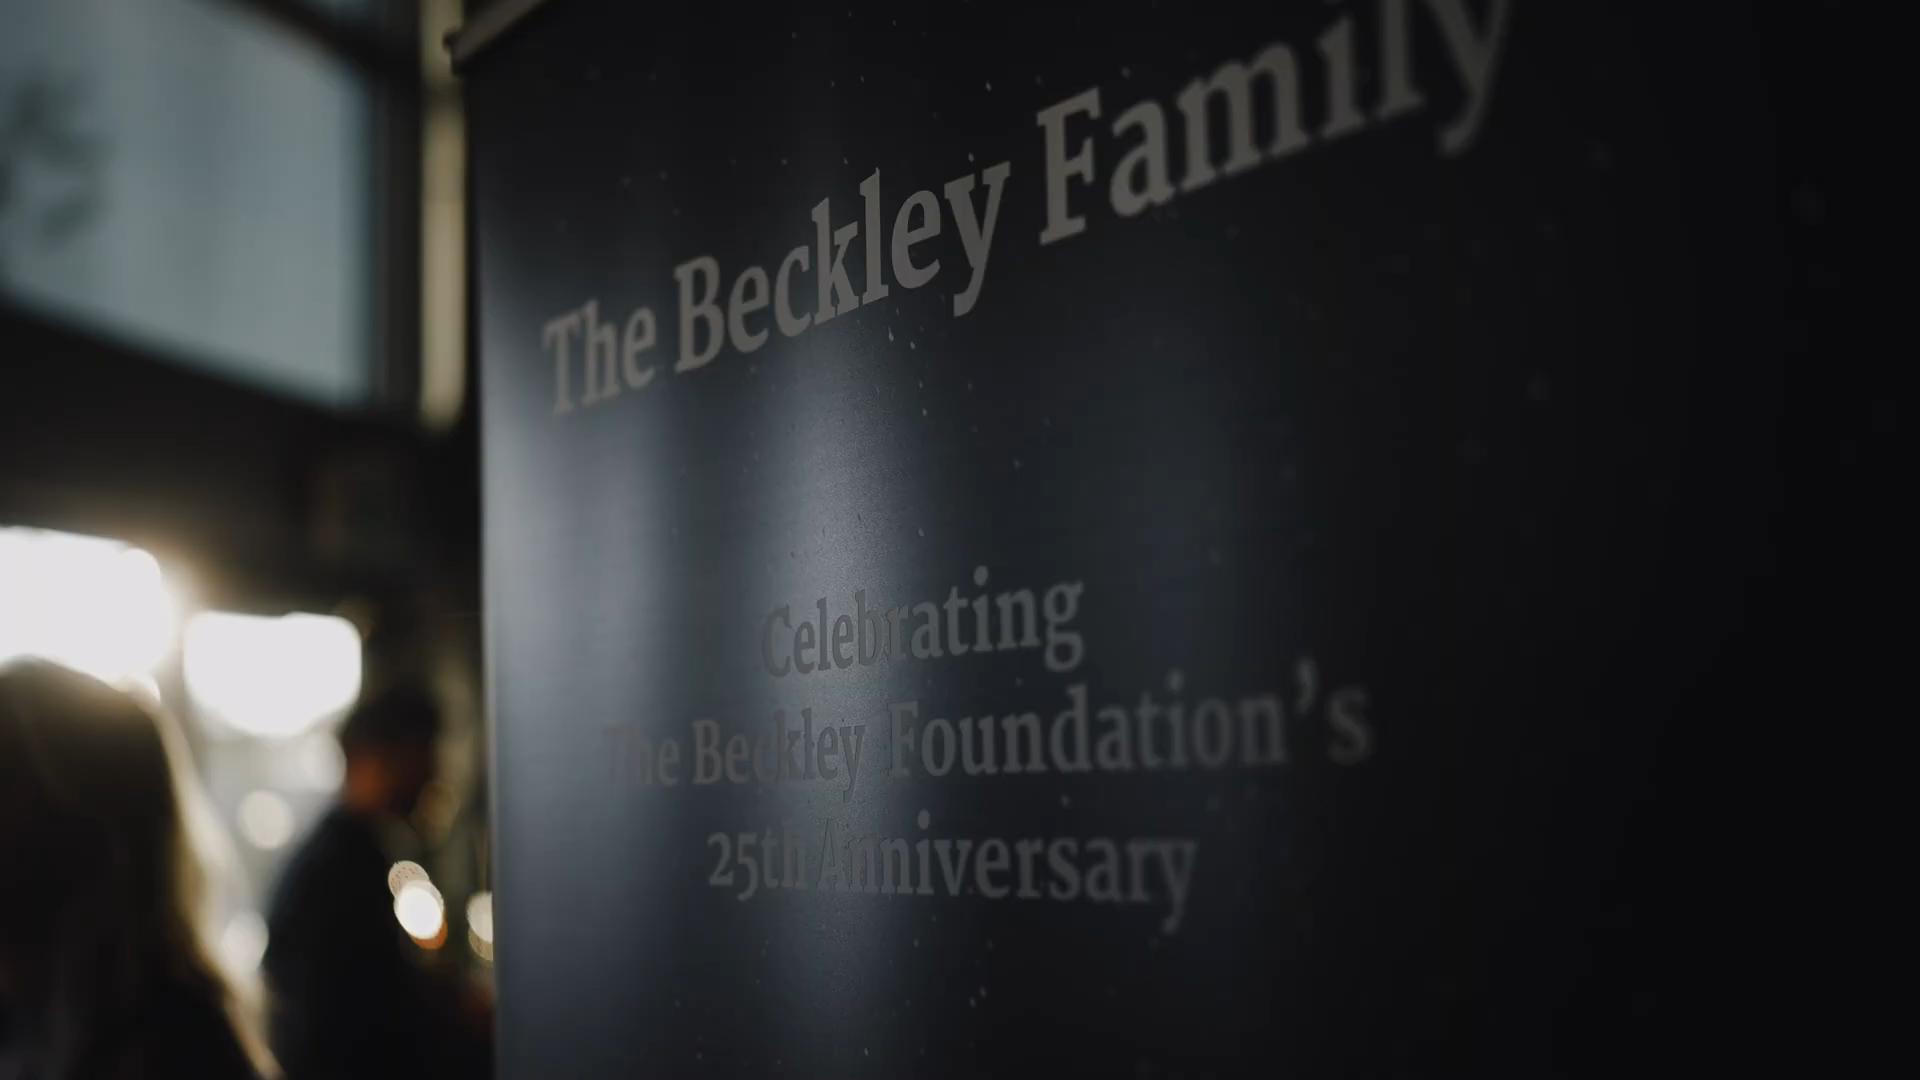 The Beckley Family
Celebrating
The Beckley Foundation’s
25th Anniversary